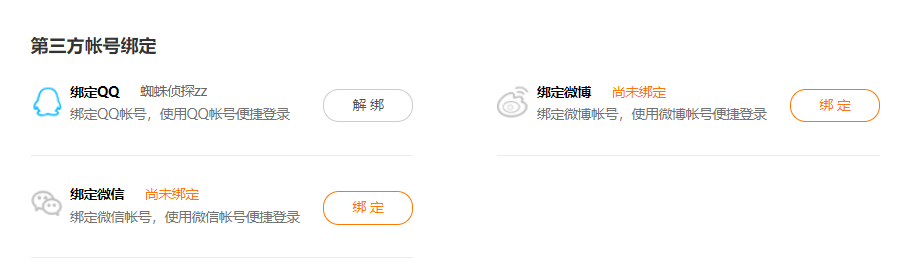 第三方帐号绑定
绑定QQ 蜘蛛侦探zz
绑定QQ帐号，使用QQ帐号便捷登录
解 绑
绑定微博 尚未绑定
绑定微博帐号，使用微博帐号便捷登录
绑 定
绑定微信 尚未绑定
绑定微信帐号，使用微信帐号便捷登录
绑 定